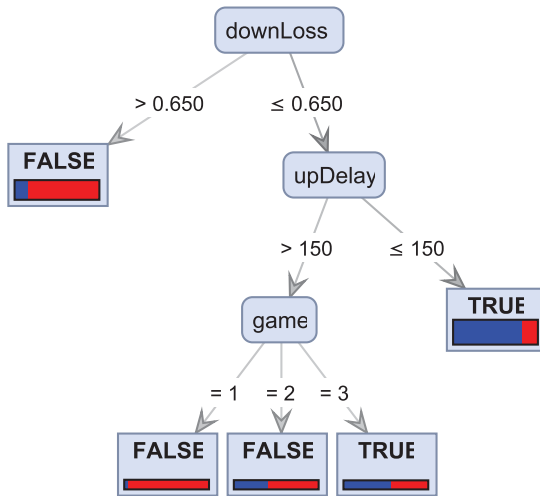 downLoss
> 0.650
≤ 0.650
FALSE
upDelay
> 150
≤ 150
game
TRUE
= 1
= 2
= 3
FALSE
FALSE
TRUE